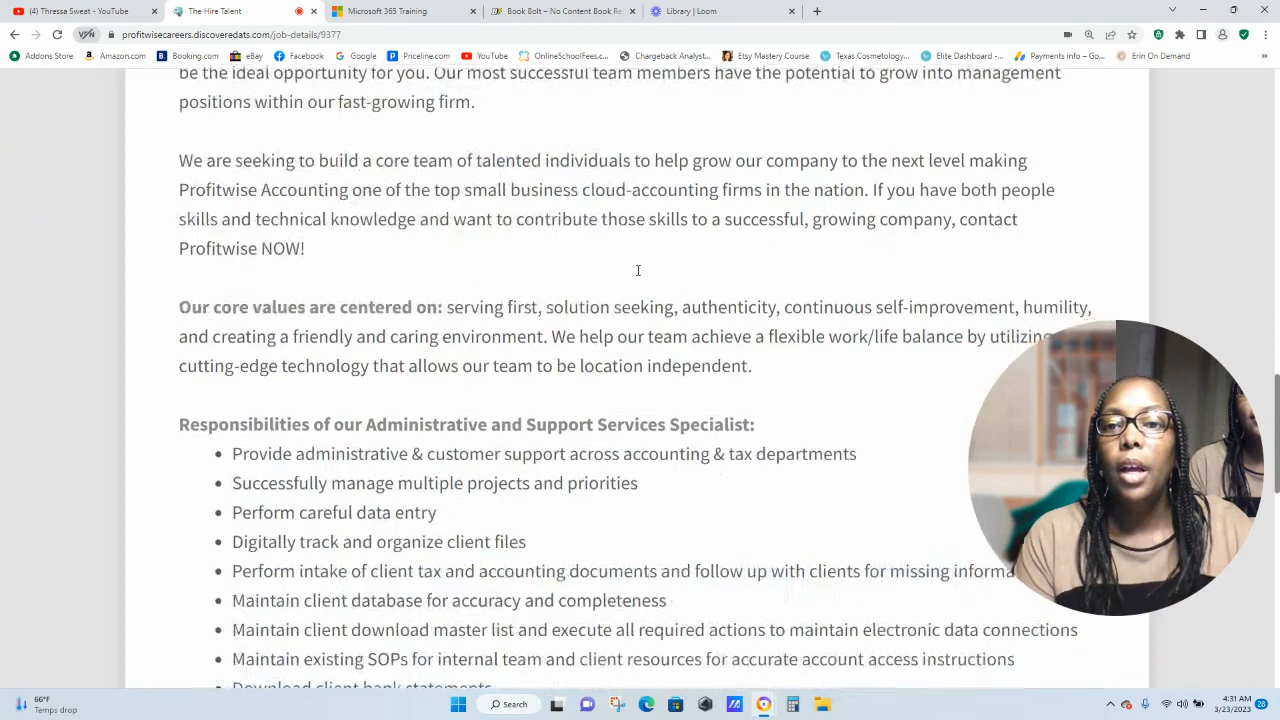 (4) Thressa Sweat - YouTube
The Hire Talent
Microsoft 365 Training
Book Bolt – No Content Book Re
Library | Loom
profitwisecareers.discoveredats.com/job-details/9377
Addons Store
Amazon.com
Booking.com
eBay
Facebook
Google
Priceline.com
YouTube
OnlineSchoolFees.c...
Chargeback Analyst...
Etsy Mastery Course
Texas Cosmetology...
Elite Dashboard -...
Payments info – Go...
Erin On Demand
be the ideal opportunity for you. Our most successful team members have the potential to grow into management
positions within our fast-growing firm.
We are seeking to build a core team of talented individuals to help grow our company to the next level making
Profitwise Accounting one of the top small business cloud-accounting firms in the nation. If you have both people
skills and technical knowledge and want to contribute those skills to a successful, growing company, contact
Profitwise NOW!
Our core values are centered on: serving first, solution seeking, authenticity, continuous self-improvement, humility,
and creating a friendly and caring environment. We help our team achieve a flexible work/life balance by utilizing
cutting-edge technology that allows our team to be location independent.
Responsibilities of our Administrative and Support Services Specialist:
• Provide administrative & customer support across accounting & tax departments
• Successfully manage multiple projects and priorities
• Perform careful data entry
• Digitally track and organize client files
• Perform intake of client tax and accounting documents and follow up with clients for missing informa
• Maintain client database for accuracy and completeness
• Maintain client download master list and execute all required actions to maintain electronic data connections
• Maintain existing SOPs for internal team and client resources for accurate account access instructions
• Download client bank statements
66°F
Temps drop
Search
4:31 AM
3/23/2023
28